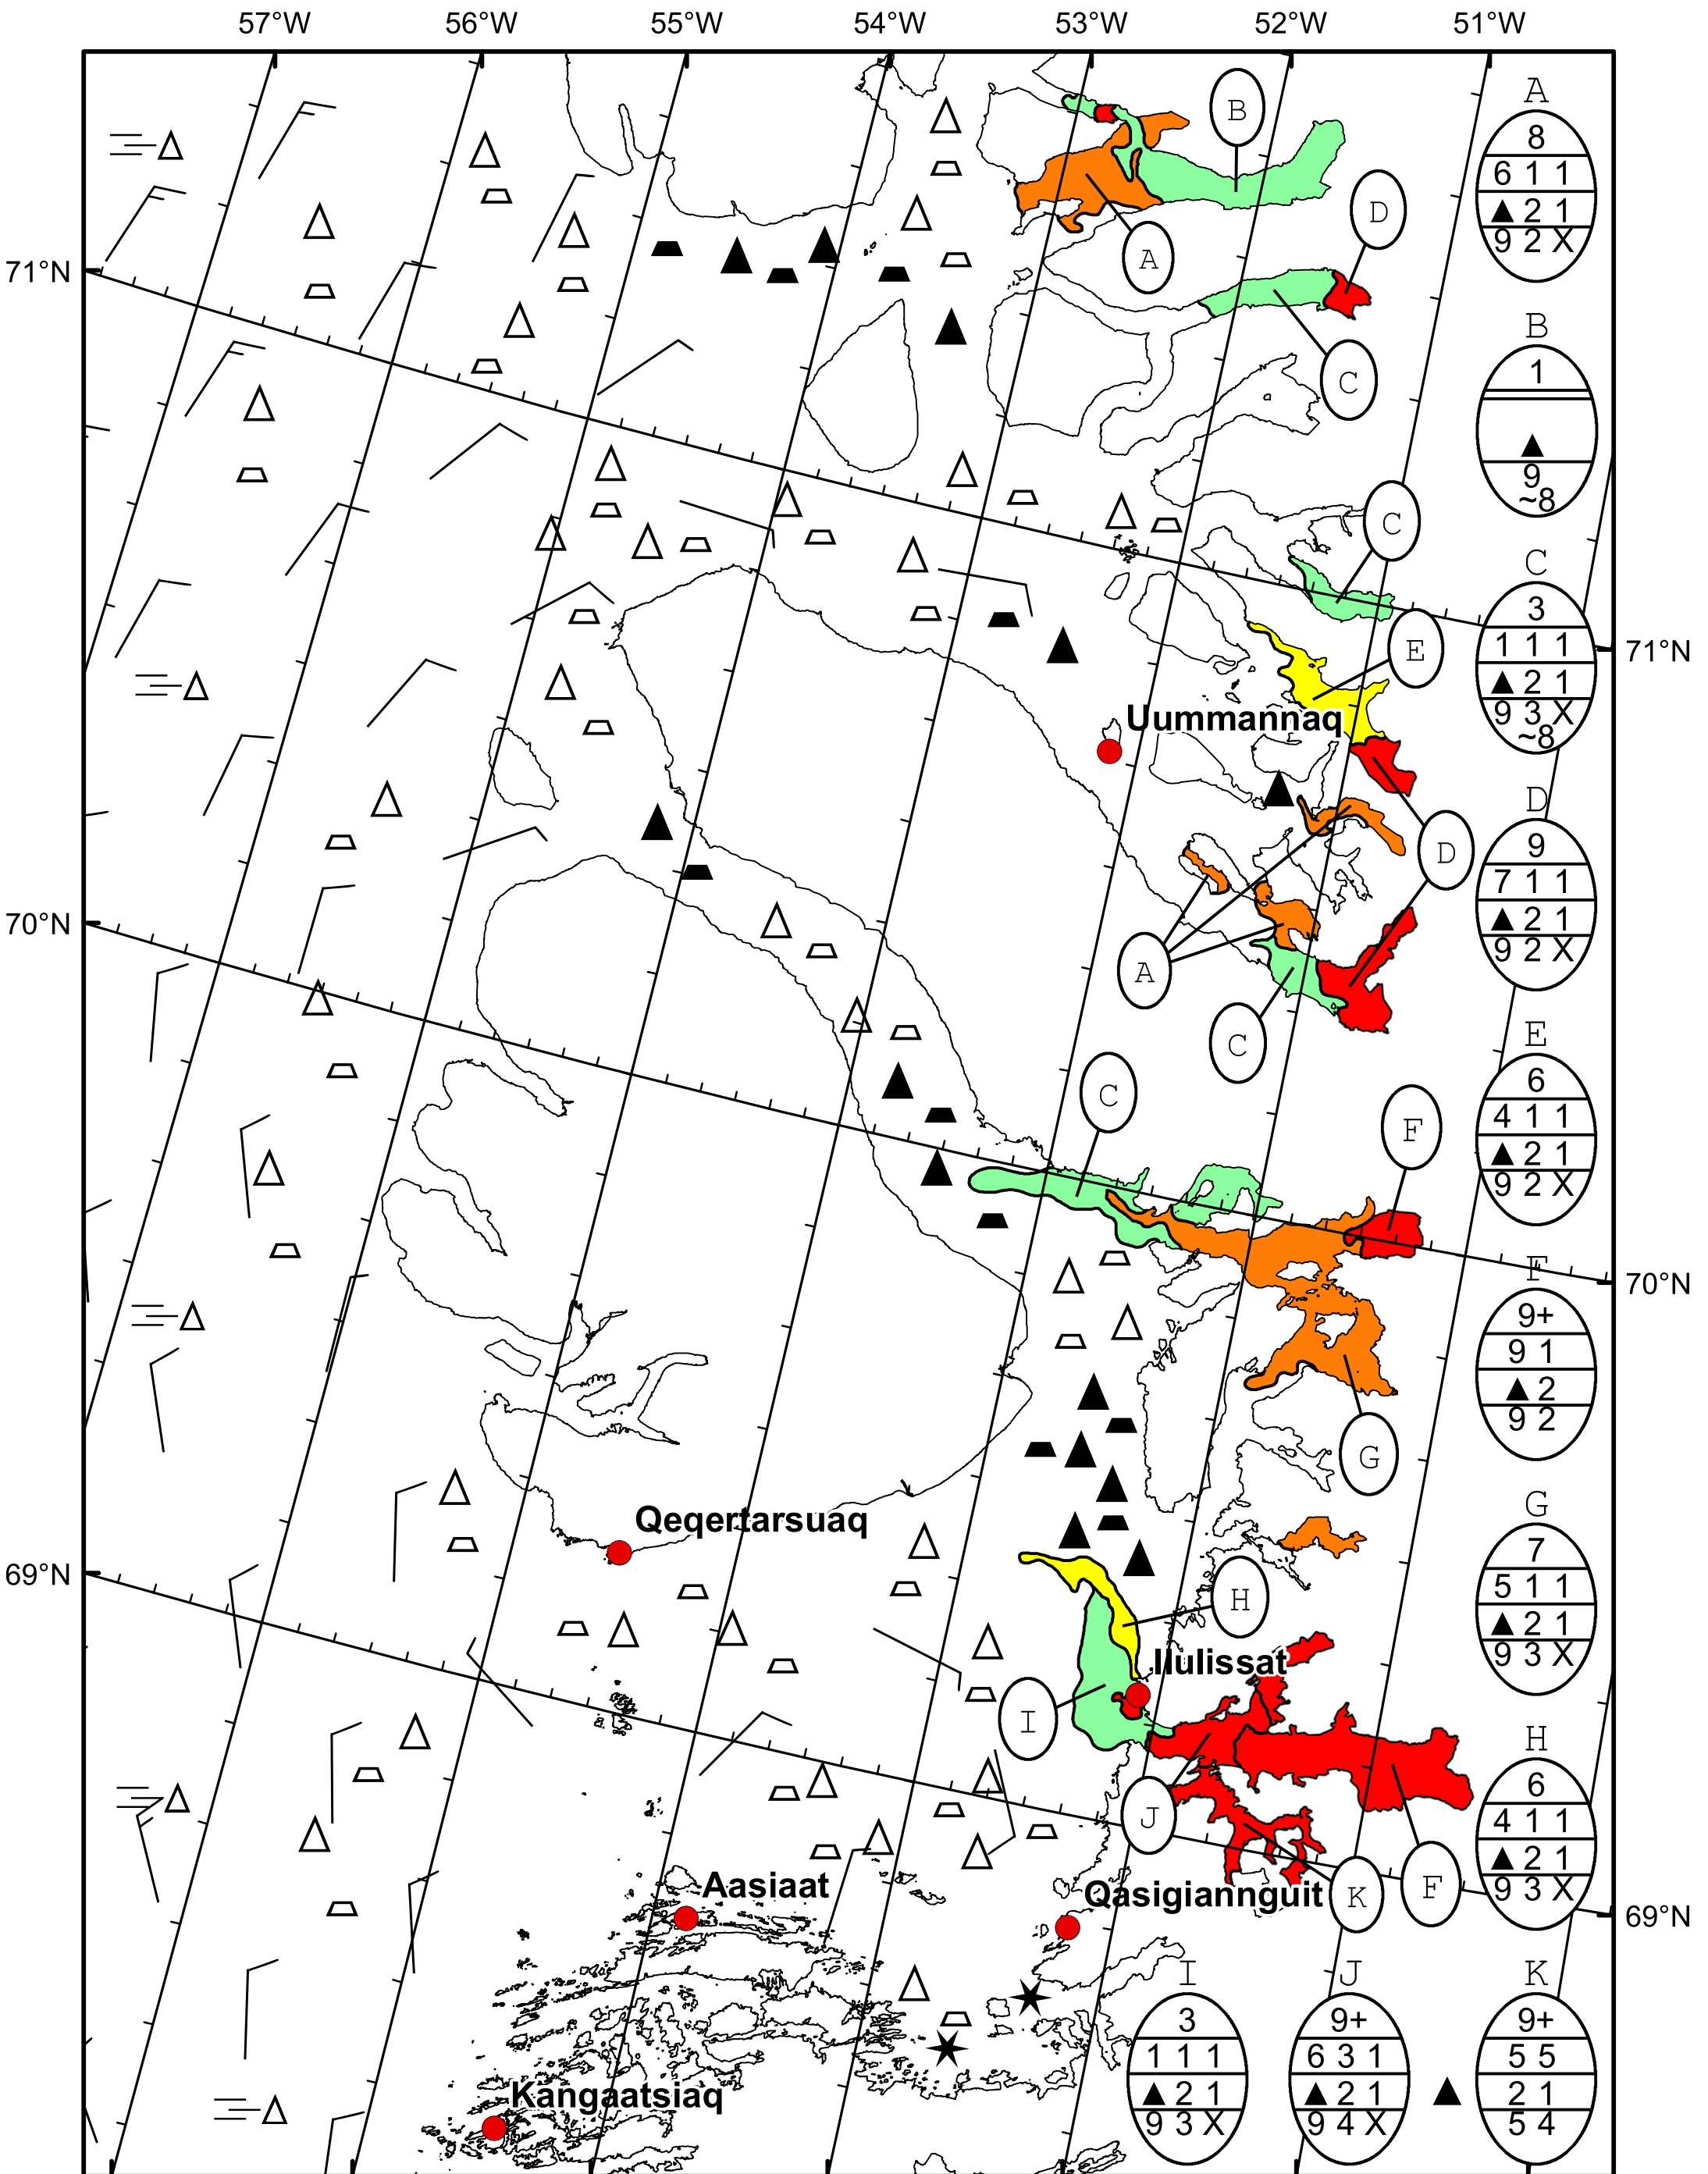 57°W 56°W 55°W 54°W 53°W 52°W 51°W
A
B
8
6 1 1
▲ 2 1
9 2 X
D
A
71°N
C
B
1
▲
9
~8
C
C
3
1 1 1
▲ 2 1
9 3 X
~8
E
71°N
Uummannaq
D
D
9
7 1 1
▲ 2 1
9 2 X
70°N
A
C
E
6
4 1 1
▲ 2 1
9 2 X
C
F
F
70°N
9+
9 1
▲ 2
9 2
G
Qeqertarsuaq
G
7
5 1 1
▲ 2 1
9 3 X
69°N
H
Ilulissat
I
H
6
4 1 1
▲ 2 1
9 3 X
J
Aasiaat
Qasigiannguit
K
F
69°N
I
3
1 1 1
▲ 2 1
9 3 X
J
9+
6 3 1
▲ 2 1
9 4 X
K
9+
5 5
▲ 2 1
5 4
Kangaatsiaq